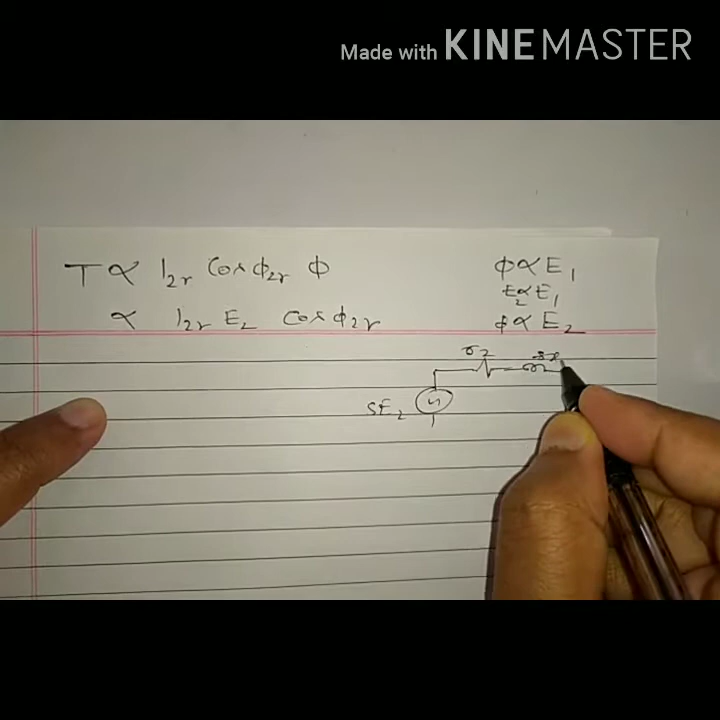 Made with KINEMASTER
T ∝ I₂ᵣ Cos ϕ₂ᵣ ϕ
∝ I₂ᵣ E₂ Cos ϕ₂ᵣ
ϕ ∝ E₁
E₂ ∝ E₁
ϕ ∝ E₂
r₂
SE₂